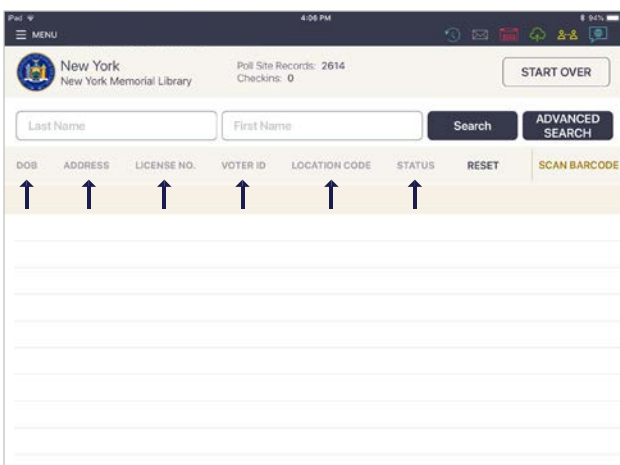 iPad
4:06 PM
94%
MENU
New York
New York Memorial Library
Poll Site Records: 2614
Checkins: 0
START OVER
Last Name
First Name
Search
ADVANCED
SEARCH
DOB ADDRESS LICENSE NO. VOTER ID LOCATION CODE STATUS RESET SCAN BARCODE